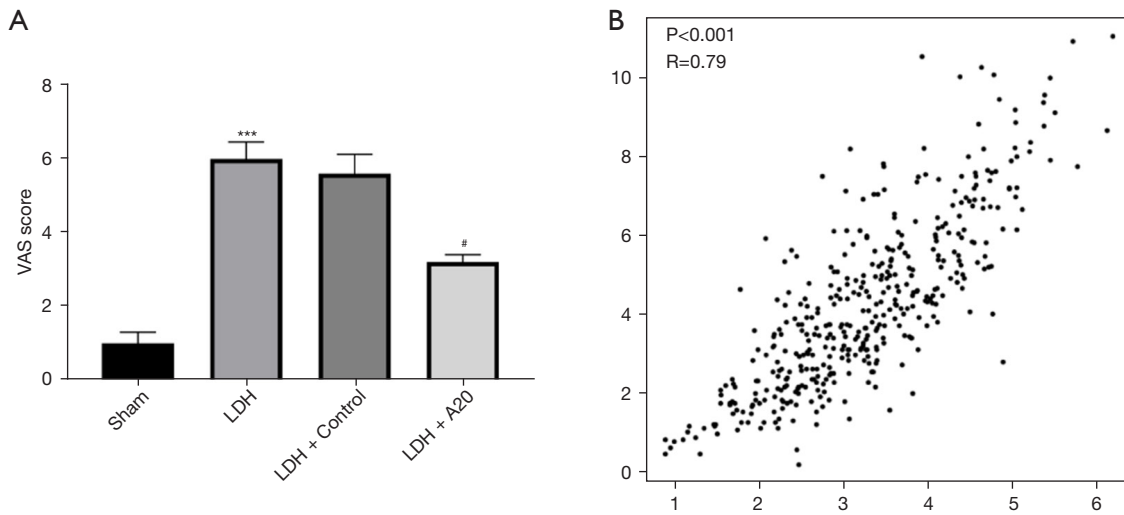 A
VAS score
8
6
4
2
0
***
#
Sham
LDH
LDH + Control
LDH + A20
B
P<0.001
R=0.79
10
8
6
4
2
0
1 2 3 4 5 6